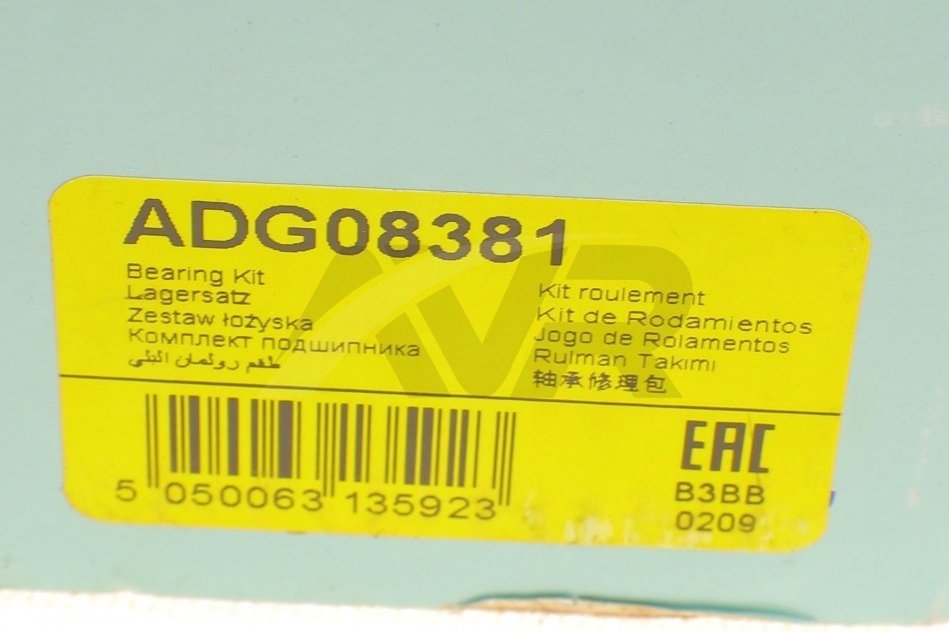 ADG08381
Bearing Kit
Lagersatz
Zestaw łożyska
Комплект подшипника
طقم رولمان البلي
Kit roulement
Kit de Rodamientos
Jogo de Rolamentos
Rulman Takımı
轴承修理包
5 050063 135923
EAC
B3BB
0209
AVR